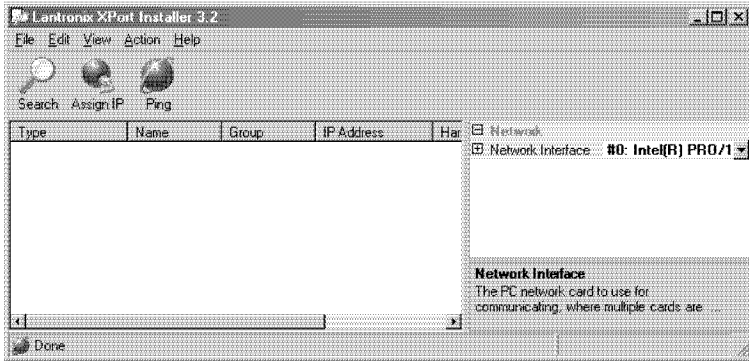 Lantronix XPort Installer 3.2
File Edit View Action Help
Search Assign IP Ping
Type Name Group IP Address Har
Network
Network Interface #0: Intel(R) PRO/1
Network Interface
The PC network card to use for
communicating, where multiple cards are ...
Done